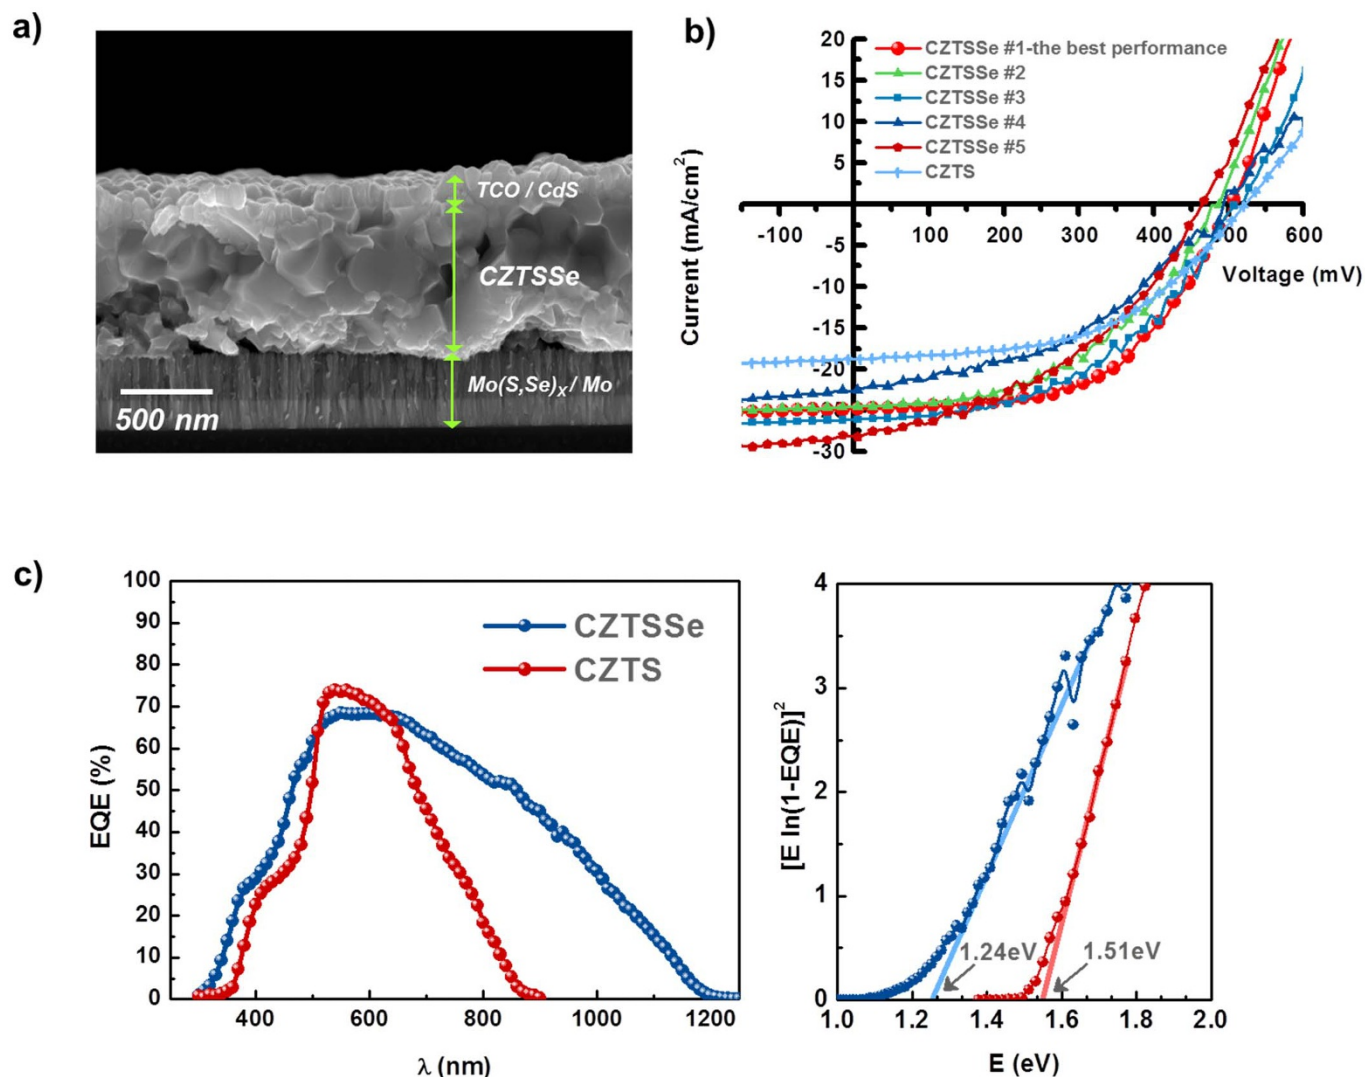 a)
TCO / CdS
CZTSSe
Mo(S,Se)X/ Mo
500 nm
b)
CZTSSe #1-the best performance
CZTSSe #2
CZTSSe #3
CZTSSe #4
CZTSSe #5
CZTS
20
15
10
5
-5
-10
-15
-20
-25
-30
-100 0 100 200 300 400 500 600
Current (mA/cm2)
Voltage (mV)
c)
CZTSSe
CZTS
100
90
80
70
60
50
40
30
20
10
0
400 600 800 1000 1200
EQE (%)
λ (nm)
4
3
2
1
0
1.24eV
1.51eV
1.0 1.2 1.4 1.6 1.8 2.0
[E ln(1-EQE)]2
E (eV)